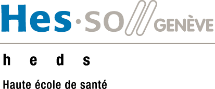 Hes·so GENÈVE
heds
Haute école de santé